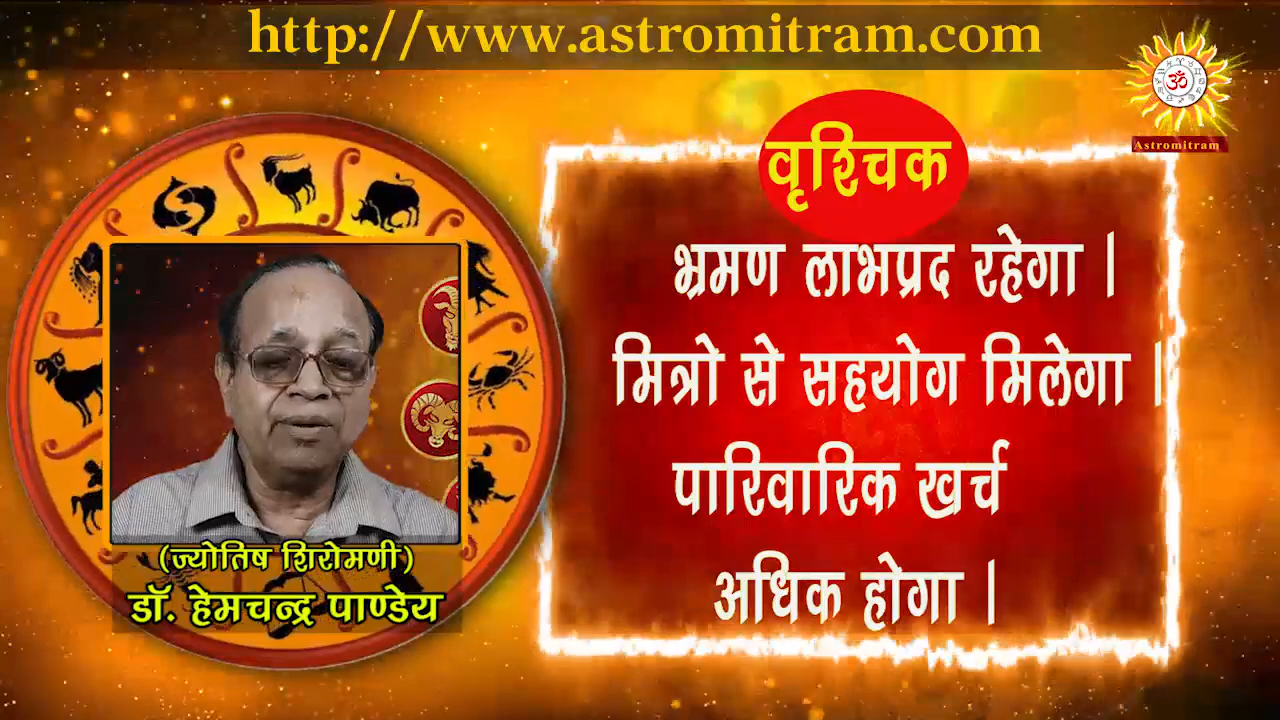 http://www.astromitram.com
Astromitram
वृश्चिक
भ्रमण लाभप्रद रहेगा |
मित्रो से सहयोग मिलेगा |
पारिवारिक खर्च
अधिक होगा |
(ज्योतिष शिरोमणी)
डॉ. हेमचन्द्र पाण्डेय